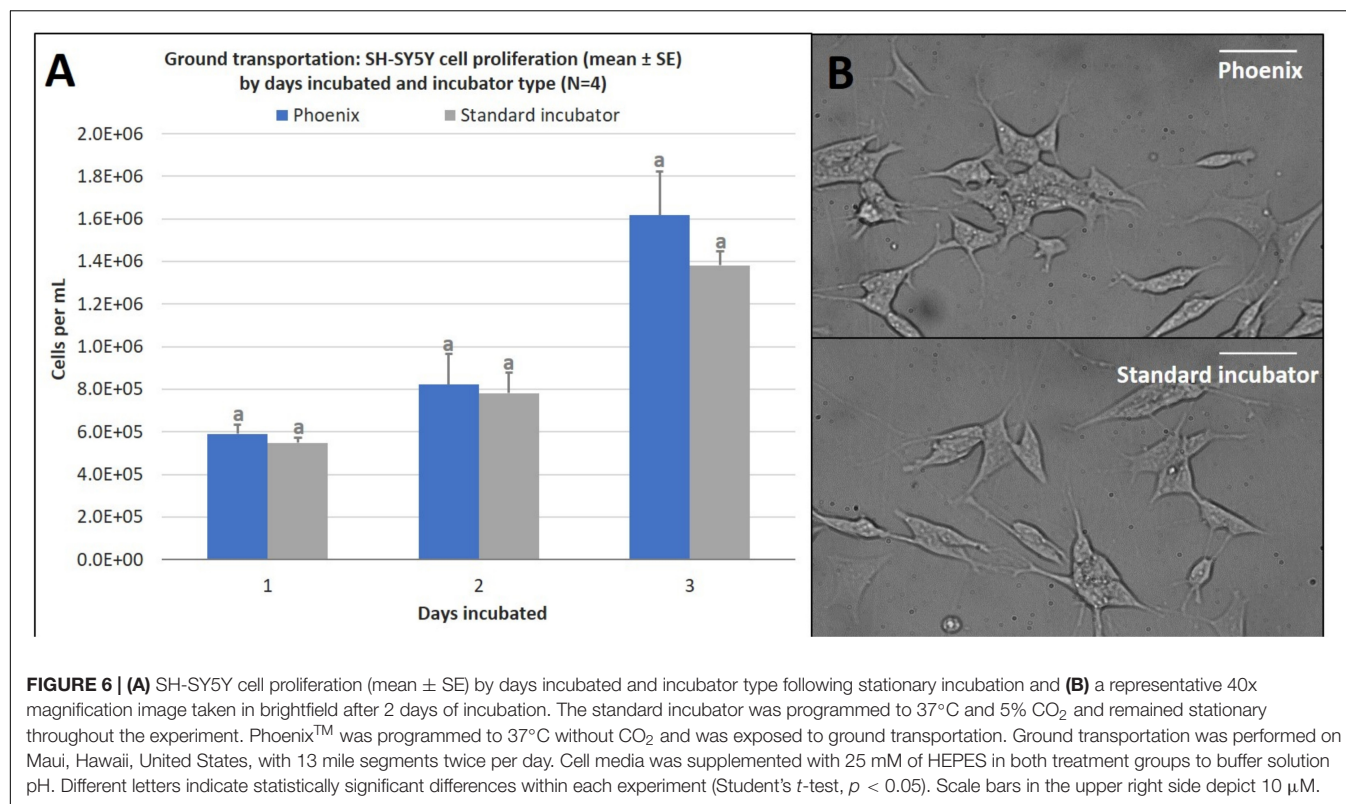 A
Ground transportation: SH-SY5Y cell proliferation (mean ± SE)
by days incubated and incubator type (N=4)
Phoenix
Standard incubator
Cells per mL
2.0E+06
1.8E+06
1.6E+06
1.4E+06
1.2E+06
1.0E+06
8.0E+05
6.0E+05
4.0E+05
2.0E+05
0.0E+00
a
a
a
a
a
a
1
2
3
Days incubated
B
Phoenix
Standard incubator
FIGURE 6 | (A) SH-SY5Y cell proliferation (mean ± SE) by days incubated and incubator type following stationary incubation and (B) a representative 40x
magnification image taken in brightfield after 2 days of incubation. The standard incubator was programmed to 37°C and 5% CO₂ and remained stationary
throughout the experiment. Phoenix™ was programmed to 37°C without CO₂ and was exposed to ground transportation. Ground transportation was performed on
Maui, Hawaii, United States, with 13 mile segments twice per day. Cell media was supplemented with 25 mM of HEPES in both treatment groups to buffer solution
pH. Different letters indicate statistically significant differences within each experiment (Student's t-test, p < 0.05). Scale bars in the upper right side depict 10 μM.